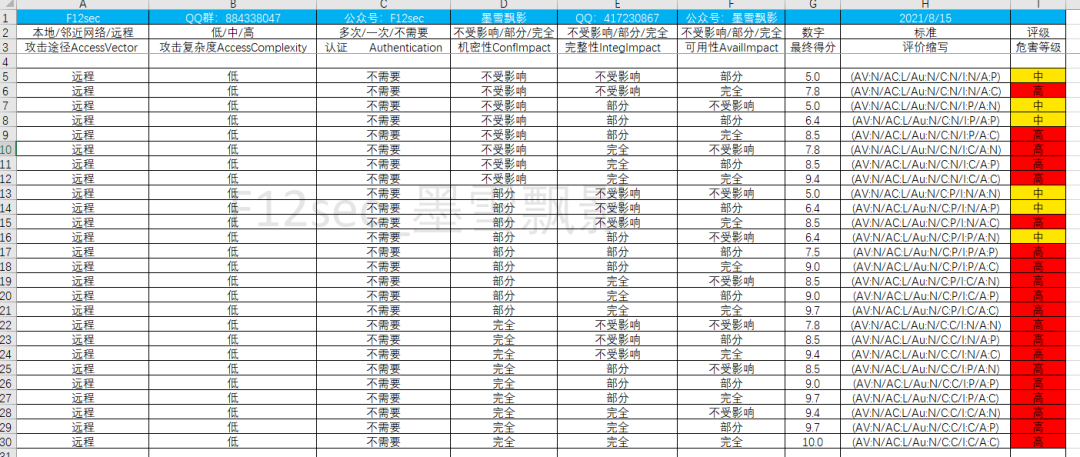 A B C D E F G H I
1 F12sec QQ群：884338047 公众号：F12sec 墨雪飘影 QQ：417230867 公众号：墨雪飘影 2021/8/15
2 本地/邻近网络/远程 低/中/高 多次/一次/不需要 不受影响/部分/完全 不受影响/部分/完全 不受影响/部分/完全 数字 标准 评级
3 攻击途径AccessVector 攻击复杂度AccessComplexity 认证 Authentication 机密性ConfImpact 完整性IntegImpact 可用性AvailImpact 最终得分 评价缩写 危害等级
4
5 远程 低 不需要 不受影响 不受影响 部分 5.0 (AV:N/AC:L/Au:N/C:N/I:N/A:P) 中
6 远程 低 不需要 不受影响 不受影响 完全 7.8 (AV:N/AC:L/Au:N/C:N/I:N/A:C) 高
7 远程 低 不需要 不受影响 部分 不受影响 5.0 (AV:N/AC:L/Au:N/C:N/I:P/A:N) 中
8 远程 低 不需要 不受影响 部分 部分 6.4 (AV:N/AC:L/Au:N/C:N/I:P/A:P) 中
9 远程 低 不需要 不受影响 部分 完全 8.5 (AV:N/AC:L/Au:N/C:N/I:P/A:C) 高
10 远程 低 不需要 不受影响 完全 不受影响 7.8 (AV:N/AC:L/Au:N/C:N/I:C/A:N) 高
11 远程 低 不需要 不受影响 完全 部分 8.5 (AV:N/AC:L/Au:N/C:N/I:C/A:P) 高
12 远程 低 不需要 不受影响 完全 完全 9.4 (AV:N/AC:L/Au:N/C:N/I:C/A:C) 高
13 远程 低 不需要 部分 不受影响 不受影响 5.0 (AV:N/AC:L/Au:N/C:P/I:N/A:N) 中
14 远程 低 不需要 部分 不受影响 部分 6.4 (AV:N/AC:L/Au:N/C:P/I:N/A:P) 中
15 远程 低 不需要 部分 不受影响 完全 8.5 (AV:N/AC:L/Au:N/C:P/I:N/A:C) 高
16 远程 低 不需要 部分 部分 不受影响 6.4 (AV:N/AC:L/Au:N/C:P/I:P/A:N) 中
17 远程 低 不需要 部分 部分 部分 7.5 (AV:N/AC:L/Au:N/C:P/I:P/A:P) 高
18 远程 低 不需要 部分 部分 完全 9.0 (AV:N/AC:L/Au:N/C:P/I:P/A:C) 高
19 远程 低 不需要 部分 完全 不受影响 8.5 (AV:N/AC:L/Au:N/C:P/I:C/A:N) 高
20 远程 低 不需要 部分 完全 部分 9.0 (AV:N/AC:L/Au:N/C:P/I:C/A:P) 高
21 远程 低 不需要 部分 完全 完全 9.7 (AV:N/AC:L/Au:N/C:P/I:C/A:C) 高
22 远程 低 不需要 完全 不受影响 不受影响 7.8 (AV:N/AC:L/Au:N/C:C/I:N/A:N) 高
23 远程 低 不需要 完全 不受影响 部分 8.5 (AV:N/AC:L/Au:N/C:C/I:N/A:P) 高
24 远程 低 不需要 完全 不受影响 完全 9.4 (AV:N/AC:L/Au:N/C:C/I:N/A:C) 高
25 远程 低 不需要 完全 部分 不受影响 8.5 (AV:N/AC:L/Au:N/C:C/I:P/A:N) 高
26 远程 低 不需要 完全 部分 部分 9.0 (AV:N/AC:L/Au:N/C:C/I:P/A:P) 高
27 远程 低 不需要 完全 部分 完全 9.7 (AV:N/AC:L/Au:N/C:C/I:P/A:C) 高
28 远程 低 不需要 完全 完全 不受影响 9.4 (AV:N/AC:L/Au:N/C:C/I:C/A:N) 高
29 远程 低 不需要 完全 完全 部分 9.7 (AV:N/AC:L/Au:N/C:C/I:C/A:P) 高
30 远程 低 不需要 完全 完全 完全 10.0 (AV:N/AC:L/Au:N/C:C/I:C/A:C) 高
F12sec_墨雪飘影